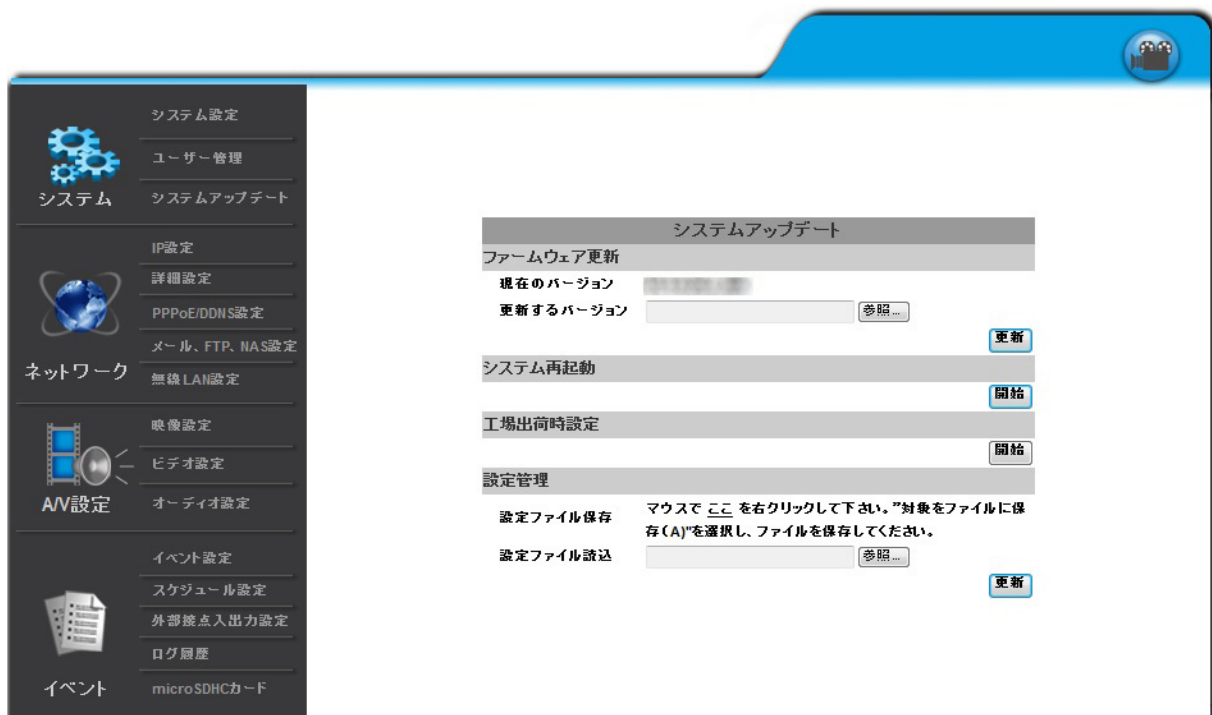 システム設定
ユーザー管理
システム
システムアップデート
IP設定
詳細設定
PPPoE/DDNS設定
メール、FTP、NAS設定
ネットワーク
無線LAN設定
映像設定
ビデオ設定
A/V設定
オーディオ設定
イベント設定
スケジュール設定
外部接点入出力設定
ログ履歴
イベント
microSDHCカード
システムアップデート
ファームウェア更新
現在のバージョン
更新するバージョン 参照...
更新
システム再起動
開始
工場出荷時設定
開始
設定管理
設定ファイル保存
マウスで ここ を右クリックして下さい。"対象をファイルに保
存(A)"を選択し、ファイルを保存してください。
設定ファイル読込 参照...
更新